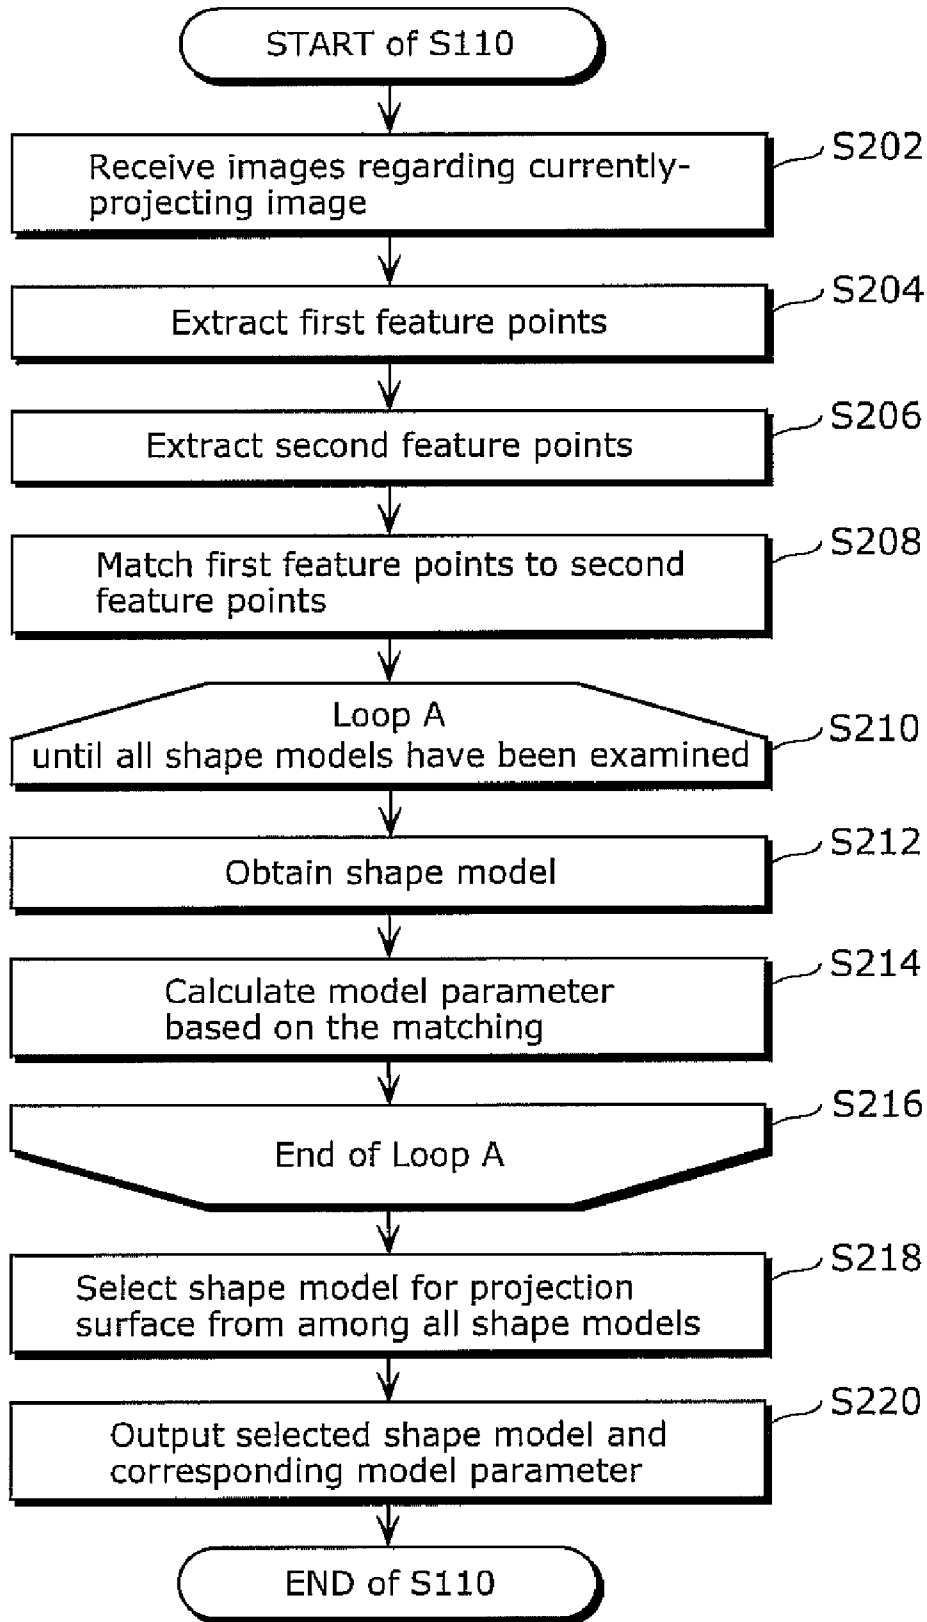 START of S110
Receive images regarding currently-
projecting image
S202
Extract first feature points
S204
Extract second feature points
S206
Match first feature points to second
feature points
S208
Loop A
until all shape models have been examined
S210
Obtain shape model
S212
Calculate model parameter
based on the matching
S214
End of Loop A
S216
Select shape model for projection
surface from among all shape models
S218
Output selected shape model and
corresponding model parameter
S220
END of S110